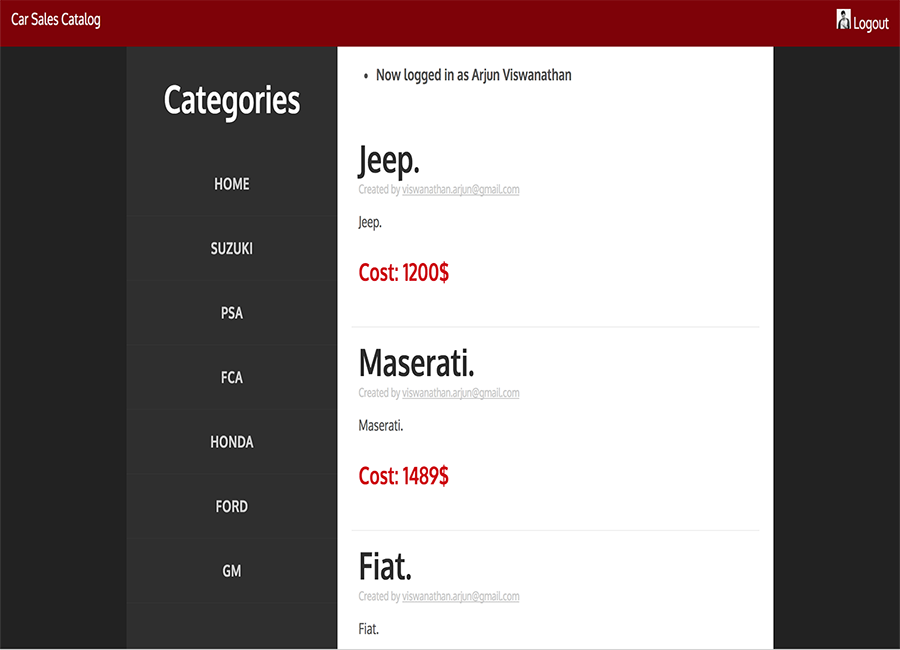 Car Sales Catalog
Logout
Categories
HOME
SUZUKI
PSA
FCA
HONDA
FORD
GM
• Now logged in as Arjun Viswanathan
Jeep.
Created by viswanathan.arjun@gmail.com
Jeep.
Cost: 1200$
Maserati.
Created by viswanathan.arjun@gmail.com
Maserati.
Cost: 1489$
Fiat.
Created by viswanathan.arjun@gmail.com
Fiat.